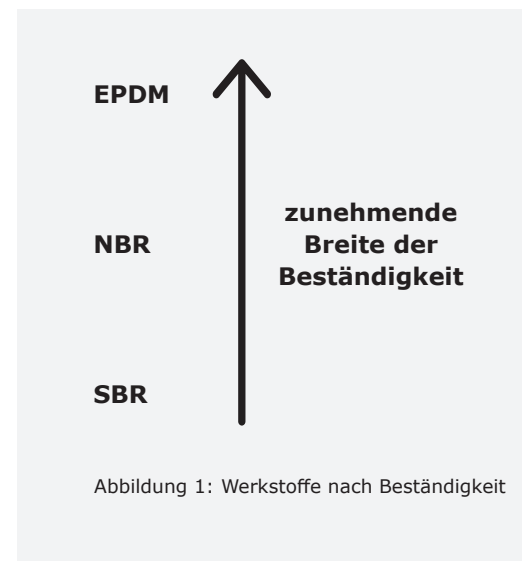 EPDM
zunehmende
NBR
Breite der
Beständigkeit
SBR
Abbildung 1: Werkstoffe nach Beständigkeit